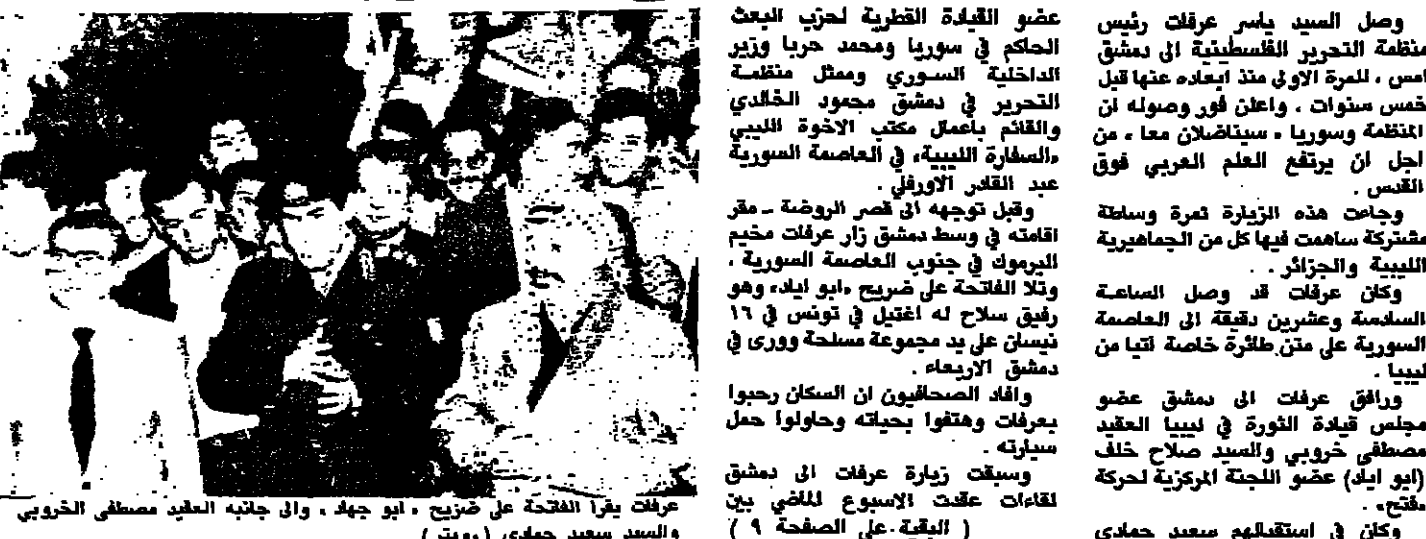 وصل السيد ياسر عرفات رئيس
منظمة التحرير الفلسطينية الى دمشق
امس ، للمرة الاولى منذ ابعاده عنها قبل
خمس سنوات . واعلن فور وصوله ان
المنظمة وسوريا « سيناضلان معا ، من
اجل ان يرتفع العلم العربي فوق
القدس .
وجاءت هذه الزيارة ثمرة وساطة
مشتركة ساهمت فيها كل من الجماهيرية
الليبية والجزائر . .
وكان عرفات قد وصل الساعة
السادسة وعشرين دقيقة الى العاصمة
السورية على متن طائرة خاصة اتيا من
ليبيا .
ورافق عرفات الى دمشق عضو
مجلس قيادة الثورة في ليبيا العقيد
مصطفى خروبي والسيد صلاح خلف
(ابو اياد) عضو اللجنة المركزية لحركة
«فتح» .
وكان في استقبالهم سعيد حمادي
عضو القيادة القطرية لحزب البعث
الحاكم في سوريا ومحمد حربا وزير
الداخلية السوري وممثل منظمة
التحرير في دمشق محمود الخالدي
والقائم باعمال مكتب الاخوة الليبي
«السفارة الليبية» في العاصمة السورية
عبد القادر الاورفلي .
وقبل توجهه الى قصر الروضة - مقر
اقامته في وسط دمشق زار عرفات مخيم
اليرموك في جنوب العاصمة السورية ،
وتلا الفاتحة على ضريح «ابو اياد» وهو
رفيق سلاح له اغتيل في تونس في ١٦
نيسان على يد مجموعة مسلحة وورى في
دمشق الاربعاء .
وافاد الصحافيون ان السكان رحبوا
بعرفات وهتفوا بحياته وحاولوا حمل
سيارته .
وسبقت زيارة عرفات الى دمشق
لقاءات عقدت الاسبوع الماضي بين
( البقية على الصفحة ٩ )
عرفات يقرا الفاتحة على ضريح « ابو جهاد » والى جانبه العقيد مصطفى الخروبي
والسيد سعيد حمادي ( رويتر )